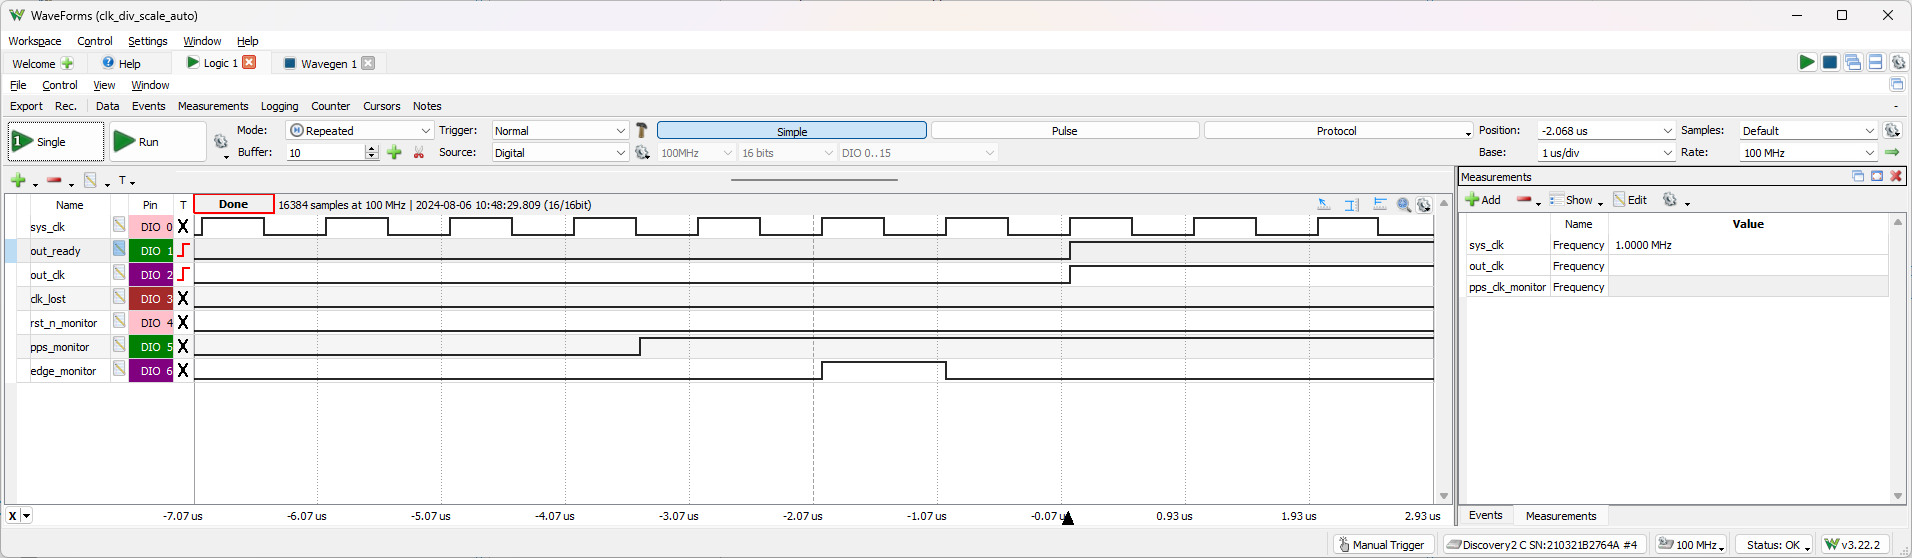 WaveForms (clk_div_scale_auto)
Workspace Control Settings Window Help
Welcome Help Logic 1 Wavegen 1
File Control View Window
Export Rec. Data Events Measurements Logging Counter Cursors Notes
1 Single Run Mode: Repeated Trigger: Normal Simple Pulse Protocol Position: -2.068 us Samples: Default
Buffer: 10 Source: Digital 100MHz 16 bits DIO 0..15 Base: 1 us/div Rate: 100 MHz
T
Name Pin T Done 16384 samples at 100 MHz | 2024-08-06 10:48:29.809 (16/16bit)
sys_clk DIO 0 X
out_ready DIO 1
out_clk DIO 2
clk_lost DIO 3 X
rst_n_monitor DIO 4 X
pps_monitor DIO 5 X
edge_monitor DIO 6 X
X -7.07 us -6.07 us -5.07 us -4.07 us -3.07 us -2.07 us -1.07 us -0.07 us 0.93 us 1.93 us 2.93 us
Measurements
Add Show Edit
Name Value
sys_clk Frequency 1.0000 MHz
out_clk Frequency
pps_clk_monitor Frequency
Events Measurements
Manual Trigger Discovery2 C SN:210321B2764A #4 100 MHz Status: OK v3.22.2